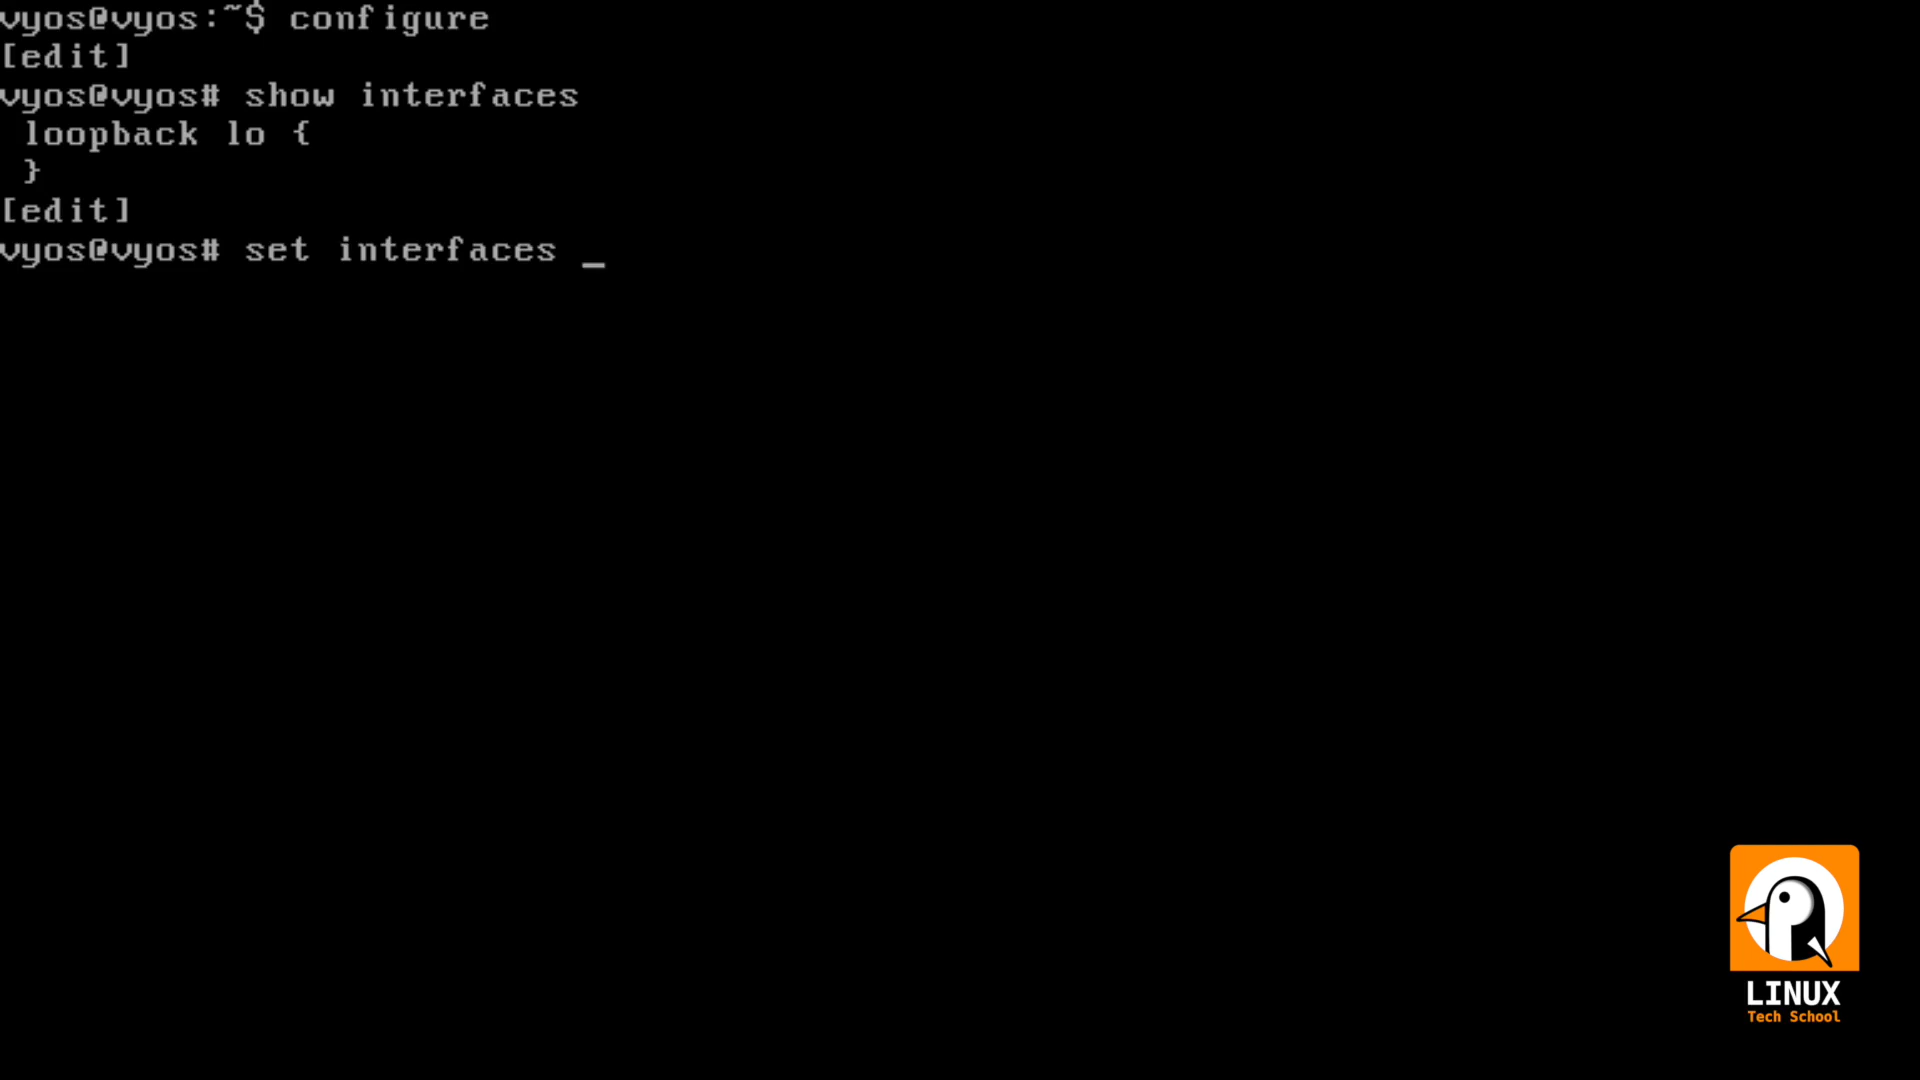 vyos@vyos:~$ configure
[edit]
vyos@vyos# show interfaces
 loopback lo {
 }
[edit]
vyos@vyos# set interfaces _
LINUX
Tech School